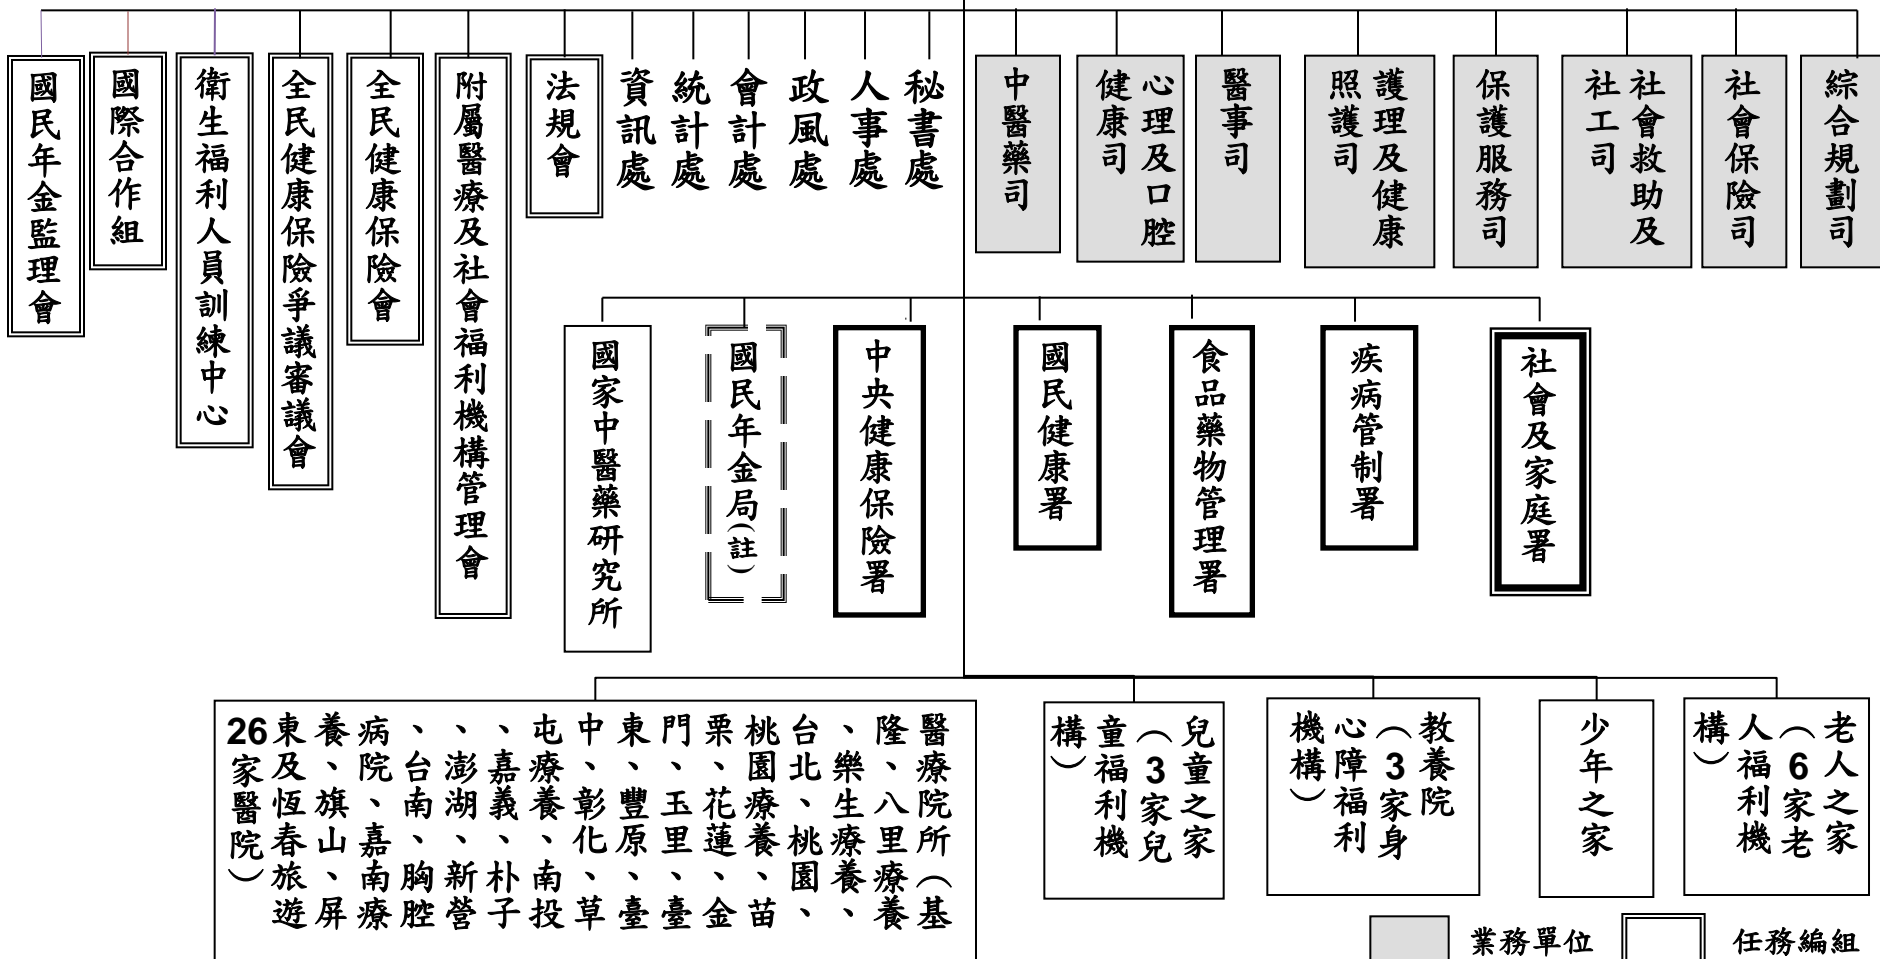 綜合規劃司
社會保險司
社會救助及
社工司
保護服務司
護理及健康
照護司
醫事司
心理及口腔
健康司
中醫藥司
秘書處
人事處
政風處
會計處
統計處
資訊處
法規會
附屬醫療及社會福利機構管理會
全民健康保險會
全民健康保險爭議審議會
衛生福利人員訓練中心
國際合作組
國民年金監理會
社會及家庭署
疾病管制署
食品藥物管理署
國民健康署
中央健康保險署
國民年金局(註)
國家中醫藥研究所
老人之家
（6家老
人福利機
構）
少年之家
教養院
（3家身
心障福利
機構）
兒童之家
（3家兒
童福利機
構）
醫療院所（基
隆、八里療養
、樂生療養、
台北、桃園、
桃園療養、苗
栗、花蓮、金
門、玉里、臺
東、豐原、臺
中、彰化、草
屯療養、南投
、嘉義、朴子
、澎湖、新營
、台南、胸腔
病院、嘉南療
養、旗山、屏
東及恆春旅遊
26家醫院）
業務單位
任務編組